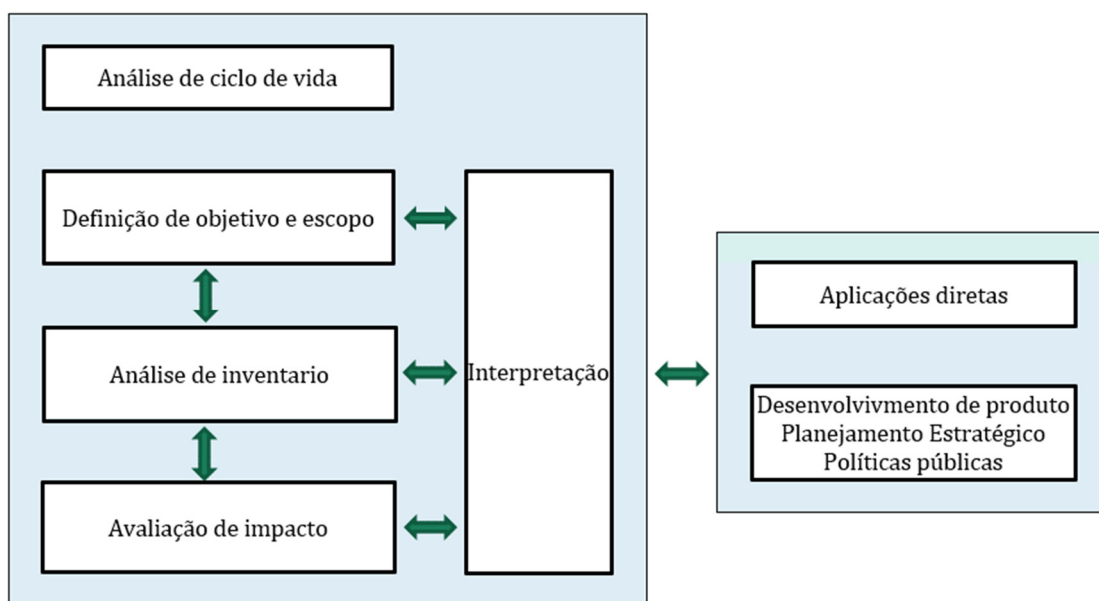 Análise de ciclo de vida
Definição de objetivo e escopo
Análise de inventario
Avaliação de impacto
Interpretação
Aplicações diretas
Desenvolvivmento de produto
Planejamento Estratégico
Políticas públicas